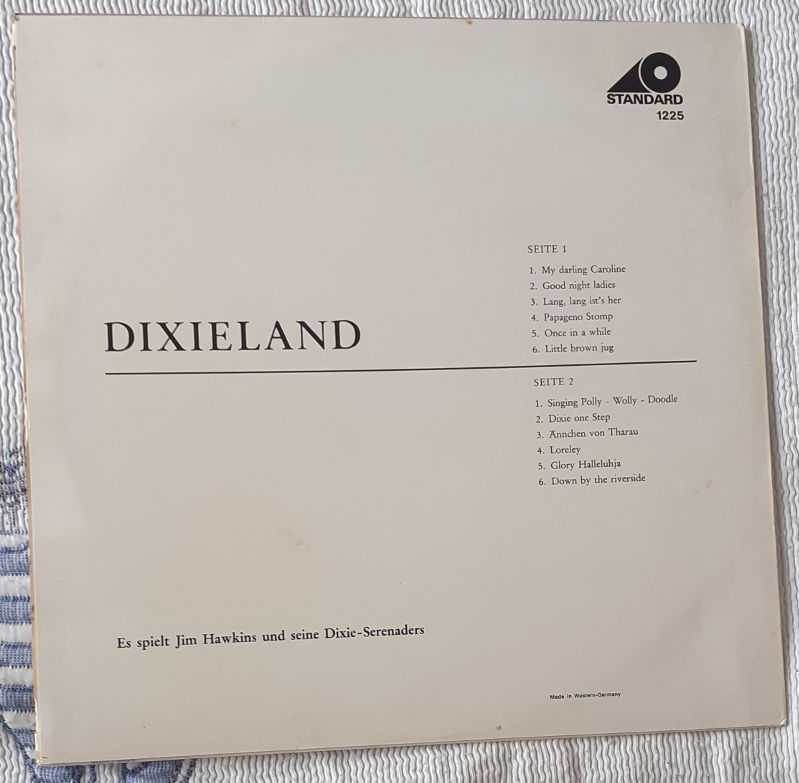 STANDARD
1225
SEITE 1
1. My darling Caroline
2. Good night ladies
3. Lang, lang ist's her
4. Papageno Stomp
5. Once in a while
6. Little brown jug
DIXIELAND
SEITE 2
1. Singing Polly - Wolly - Doodle
2. Dixie one Step
3. Ännchen von Tharau
4. Loreley
5. Glory Halleluhja
6. Down by the riverside
Es spielt Jim Hawkins und seine Dixie-Serenaders
Made in Western-Germany